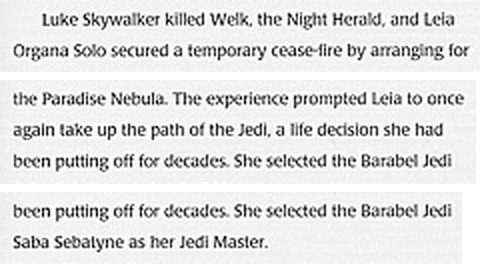 Luke Skywalker killed Welk, the Night Herald, and Leia
Organa Solo secured a temporary cease-fire by arranging for
the Paradise Nebula. The experience prompted Leia to once
again take up the path of the Jedi, a life decision she had
been putting off for decades. She selected the Barabel Jedi
been putting off for decades. She selected the Barabel Jedi
Saba Sebatyne as her Jedi Master.